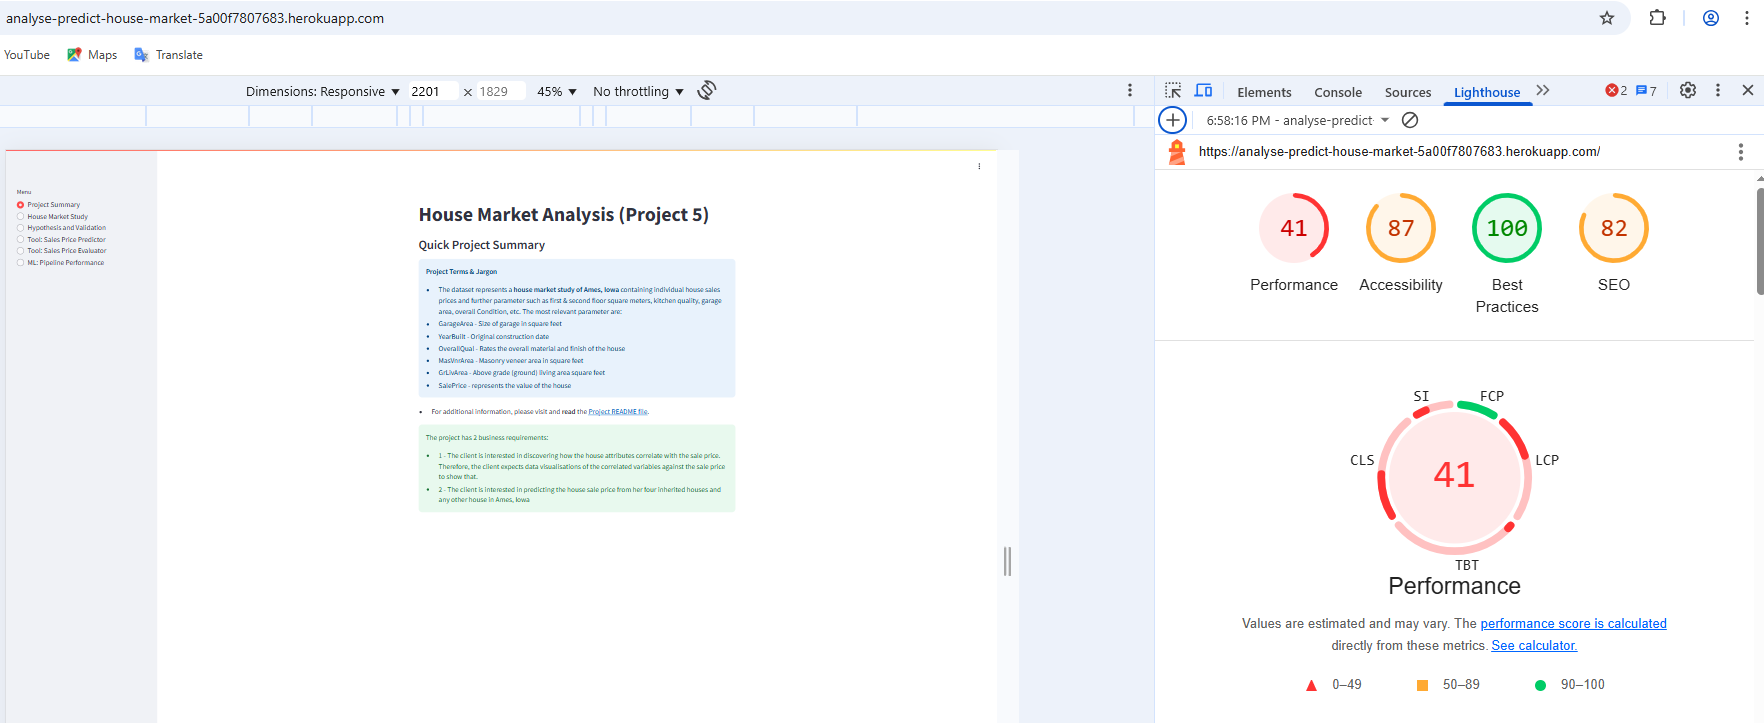 analyse-predict-house-market-5a00f7807683.herokuapp.com
YouTube Maps Translate
Dimensions: Responsive 2201 × 1829 45% No throttling
Elements Console Sources Lighthouse 2 7
6:58:16 PM - analyse-predict
https://analyse-predict-house-market-5a00f7807683.herokuapp.com/
Menu
Project Summary
House Market Study
Hypothesis and Validation
Tool: Sales Price Predictor
Tool: Sales Price Evaluator
ML: Pipeline Performance
House Market Analysis (Project 5)
Quick Project Summary
Project Terms & Jargon
The dataset represents a house market study of Ames, Iowa containing individual house sales
prices and further parameter such as first & second floor square meters, kitchen quality, garage
area, overall Condition, etc. The most relevant parameter are:
GarageArea - Size of garage in square feet
YearBuilt - Original construction date
OverallQual - Rates the overall material and finish of the house
MasVnrArea - Masonry veneer area in square feet
GrLivArea - Above grade (ground) living area square feet
SalePrice - represents the value of the house
For additional information, please visit and read the Project README file.
The project has 2 business requirements:
1 - The client is interested in discovering how the house attributes correlate with the sale price.
Therefore, the client expects data visualisations of the correlated variables against the sale price
to show that.
2 - The client is interested in predicting the house sale price from her four inherited houses and
any other house in Ames, Iowa
41 87 100 82
Performance Accessibility Best Practices SEO
SI FCP
CLS LCP
41
TBT
Performance
Values are estimated and may vary. The performance score is calculated
directly from these metrics. See calculator.
0–49 50–89 90–100